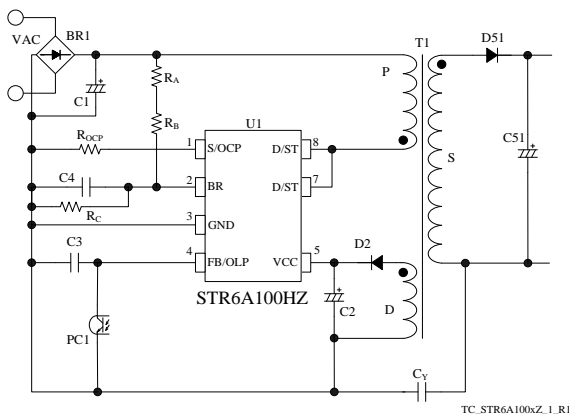 VAC
BR1
T1
D51
P
RA
C1
RB
U1
C51
ROCP
1
S/OCP
D/ST
8
S
C4
2
BR
D/ST
7
RC
3
GND
D2
C3
4
FB/OLP
VCC
5
STR6A100HZ
C2
D
PC1
CY
TC_STR6A100xZ_1_R1